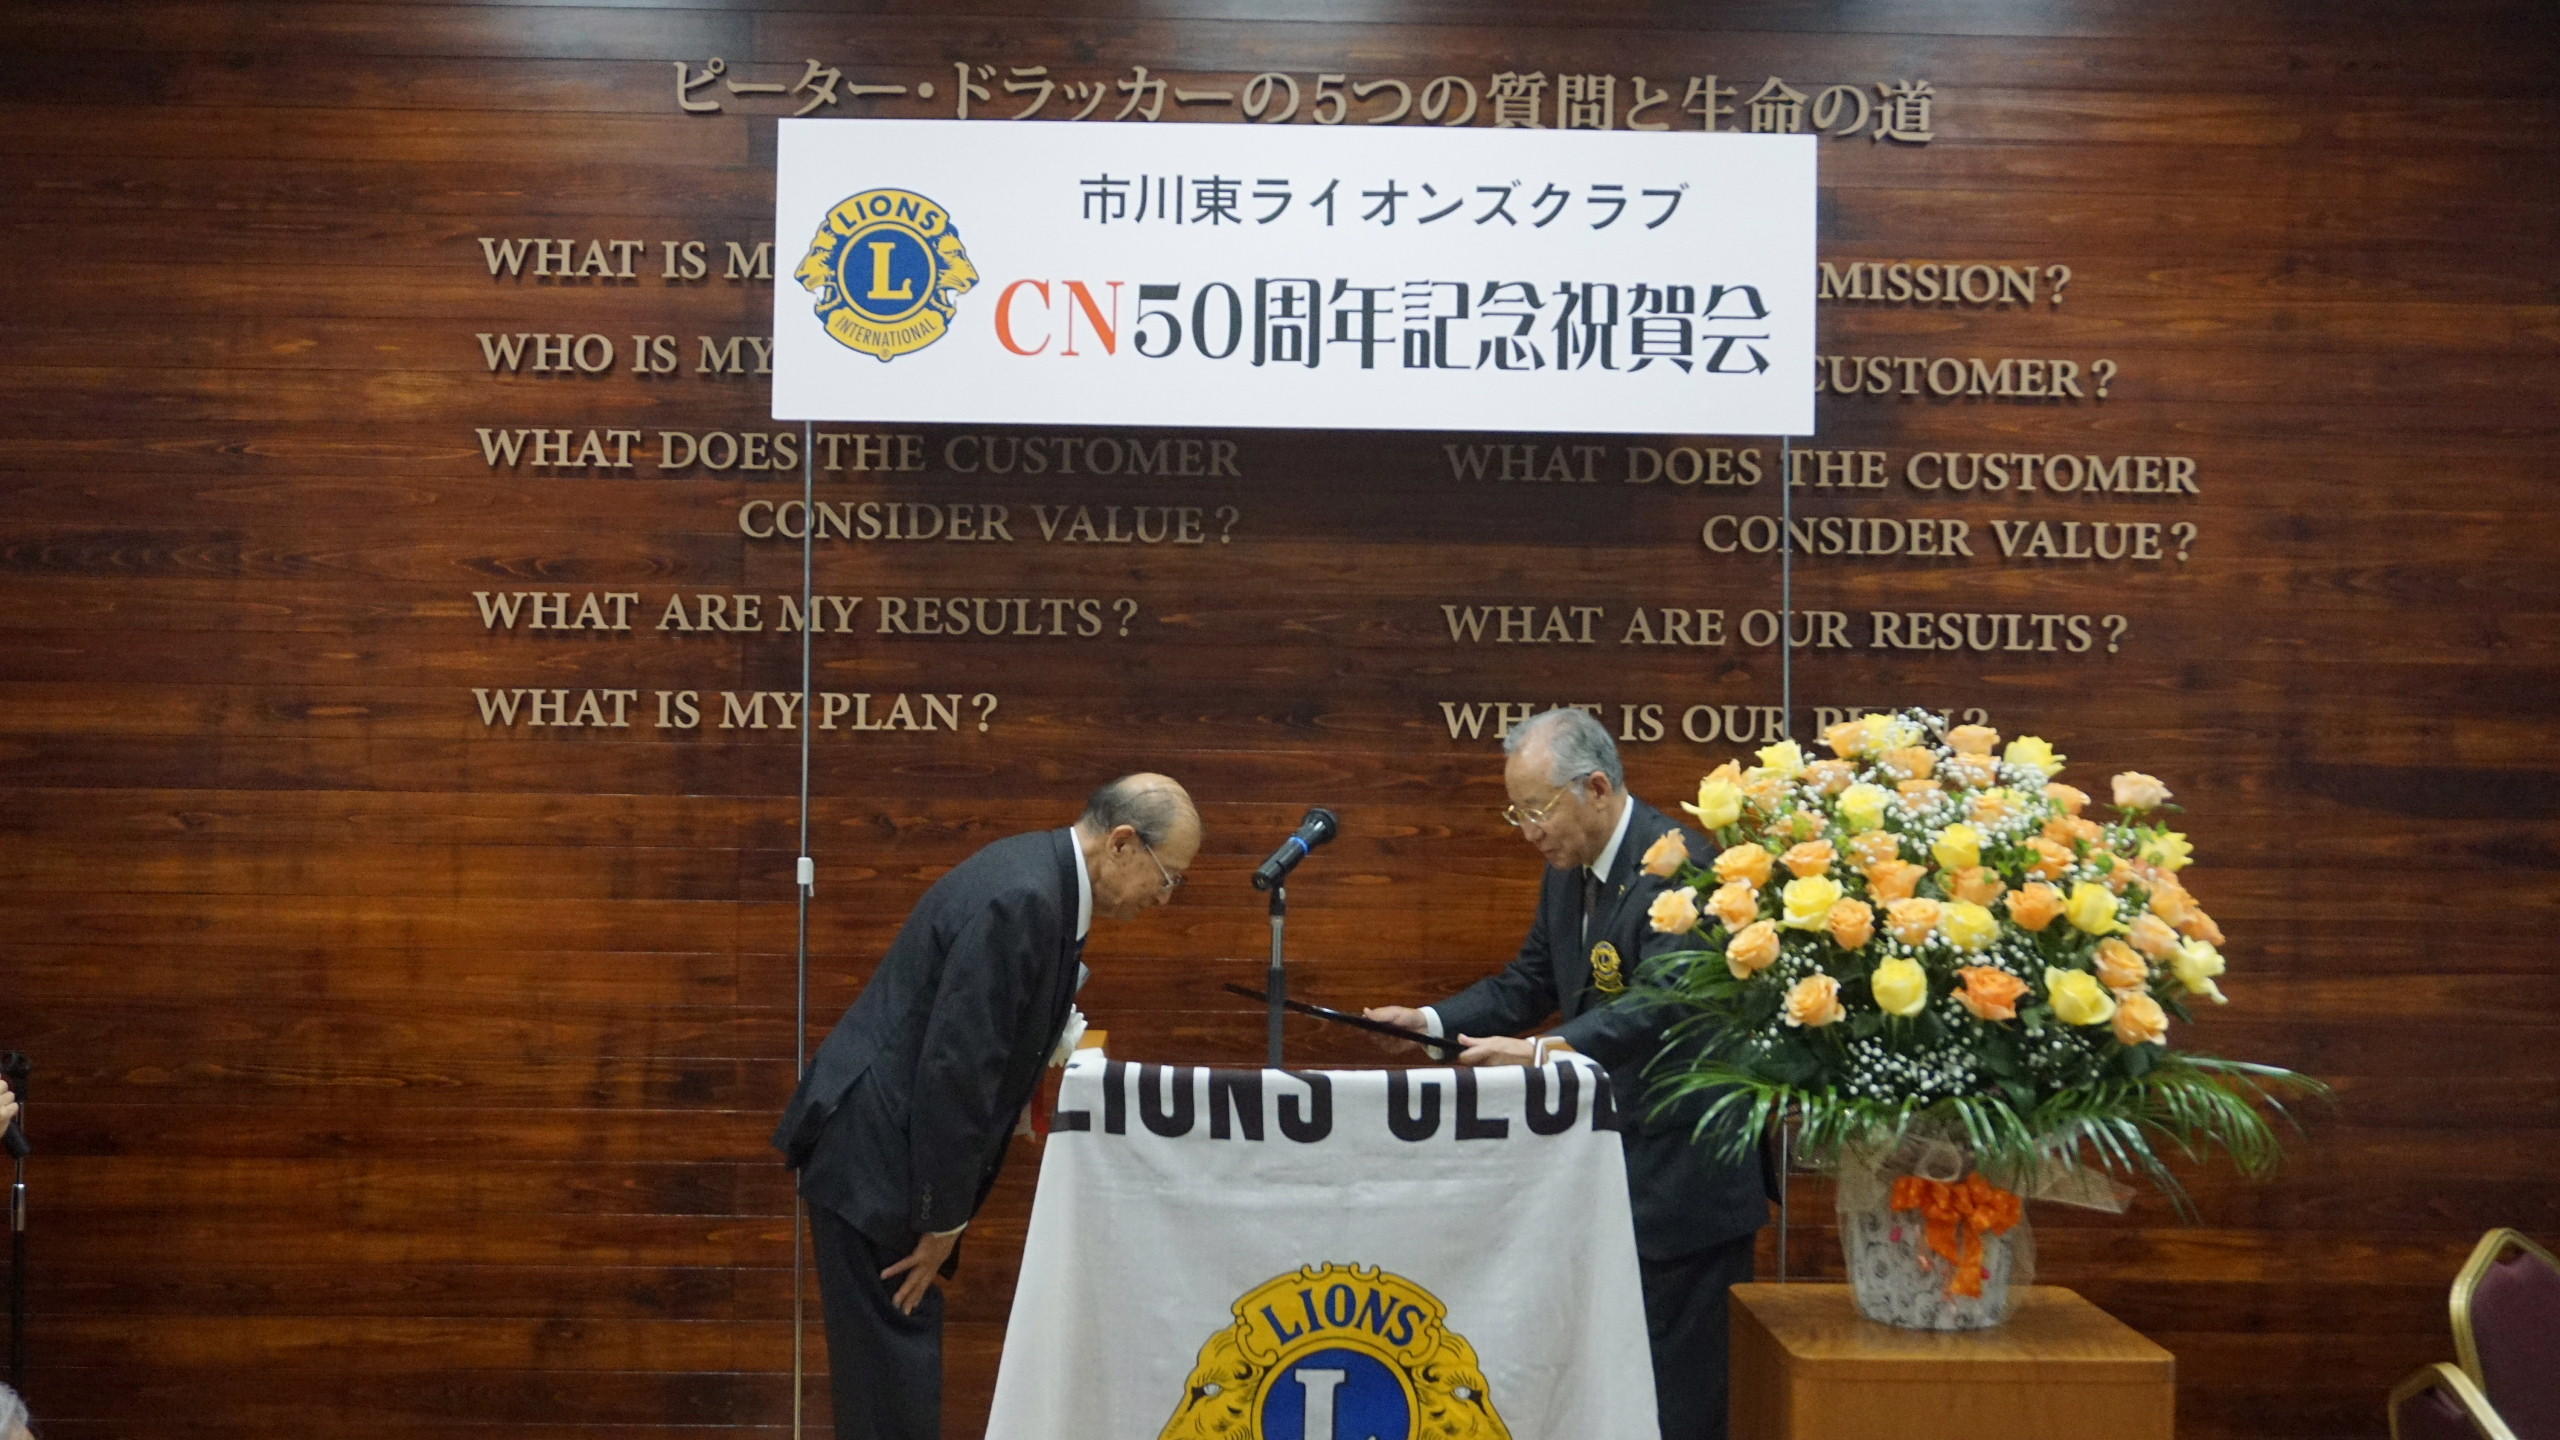 ピーター・ドラッカーの5つの質問と生命の道
市川東ライオンズクラブ
CN50周年記念祝賀会
LIONS
L
INTERNATIONAL
®
WHAT IS M
WHO IS MY
WHAT DOES THE CUSTOMER
CONSIDER VALUE?
WHAT ARE MY RESULTS?
WHAT IS MY PLAN?
MISSION?
CUSTOMER?
WHAT DOES THE CUSTOMER
CONSIDER VALUE?
WHAT ARE OUR RESULTS?
WHAT IS OUR PLAN?
LIONS CLUB
LIONS
L